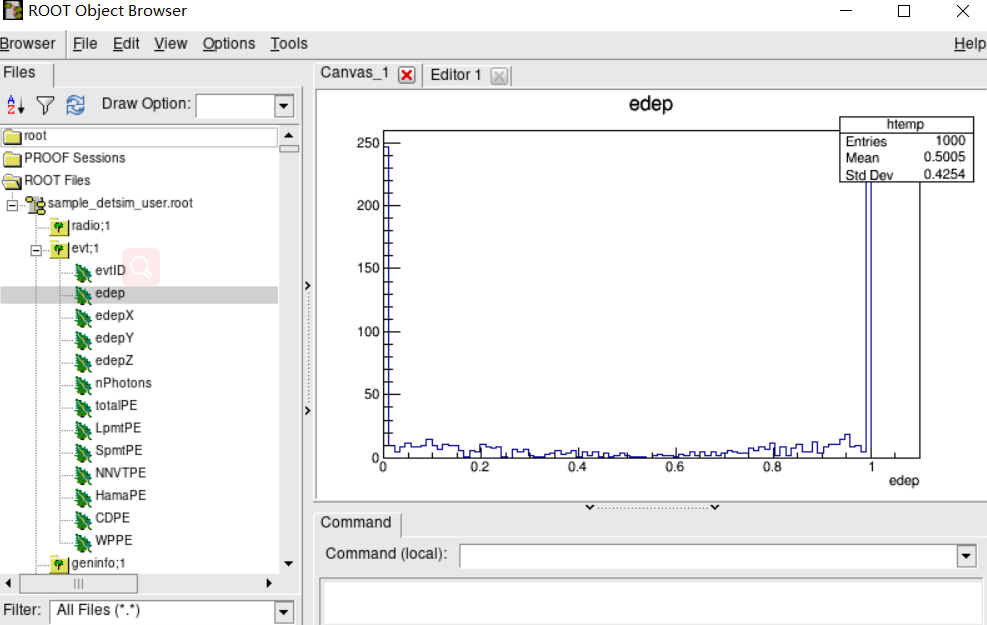 ROOT Object Browser
Browser File Edit View Options Tools Help
Files
Draw Option:
root
PROOF Sessions
ROOT Files
sample_detsim_user.root
radio;1
evt;1
evtID
edep
edepX
edepY
edepZ
nPhotons
totalPE
LpmtPE
SpmtPE
NNVTPE
HamaPE
CDPE
WPPE
geninfo;1
Filter: All Files (*.*)
Canvas_1 Editor 1
edep
htemp
Entries 1000
Mean 0.5005
Std Dev 0.4254
250
200
150
100
50
0
0 0.2 0.4 0.6 0.8 1
edep
Command
Command (local):